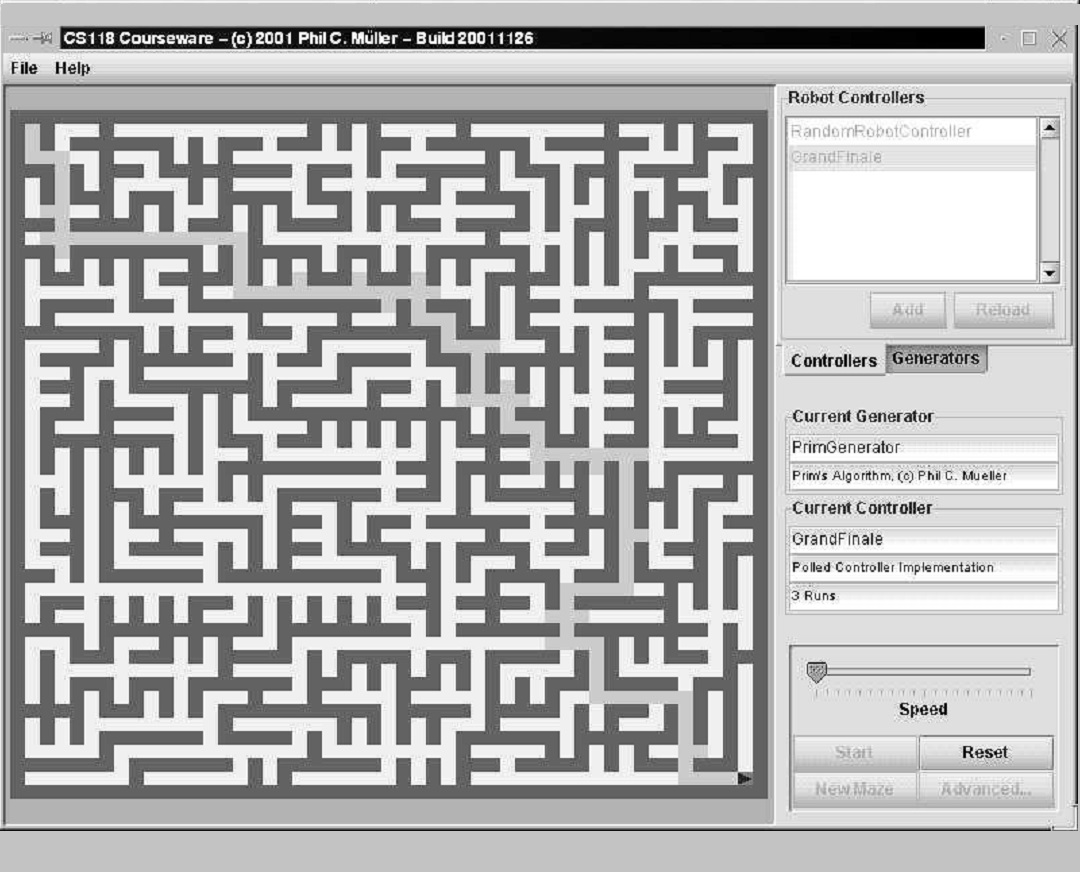 CS118 Courseware – (c) 2001 Phil C. Müller – Build 20011126
File Help
Robot Controllers
RandomRobotController
GrandFinale
Add Reload
Controllers Generators
Current Generator
PrimGenerator
Prim's Algorithm, (c) Phil C. Mueller
Current Controller
GrandFinale
Polled Controller Implementation
3 Runs
Speed
Start Reset
New Maze Advanced...